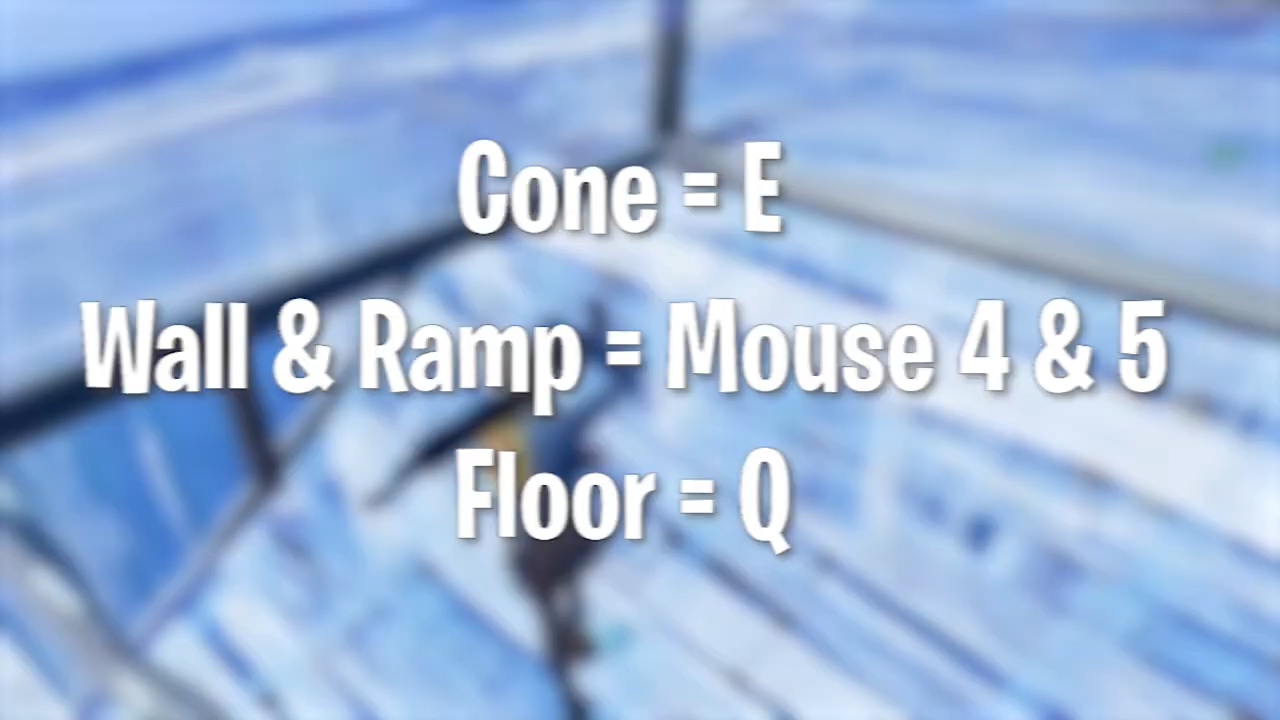 Cone = E
Wall & Ramp = Mouse 4 & 5
Floor = Q